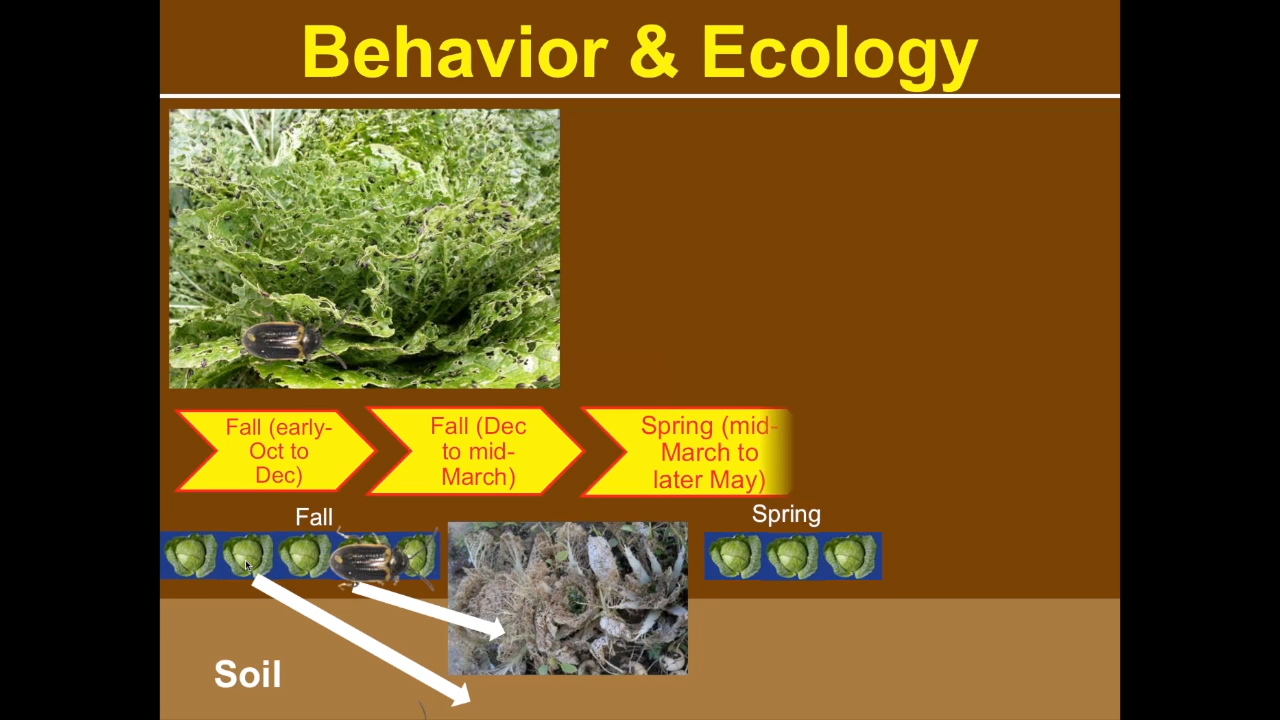 Behavior & Ecology
Fall (early-
Oct to
Dec)
Fall (Dec
to mid-
March)
Spring (mid-
March to
later May)
Fall
Spring
Soil